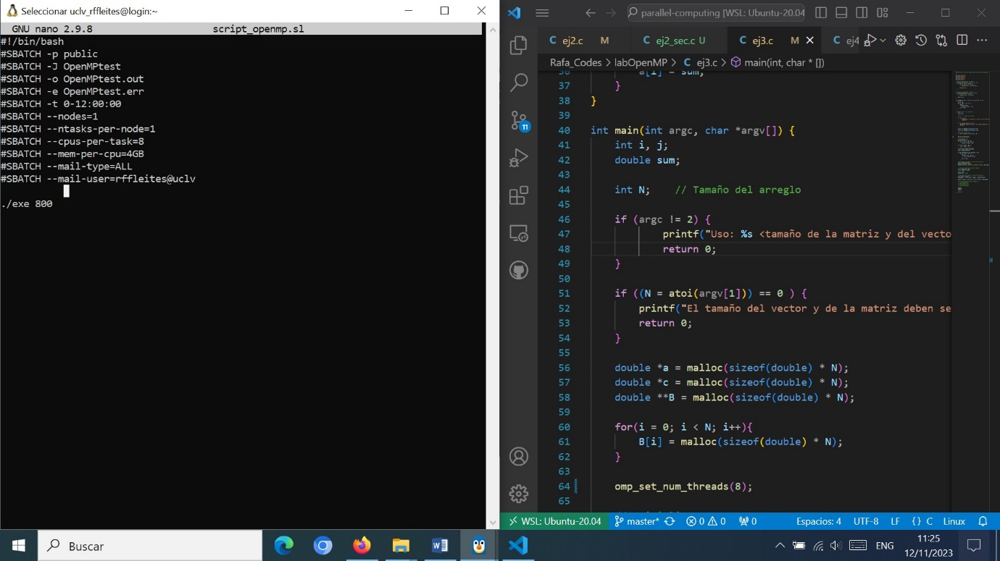 Seleccionar uclv_rffleites@login:~
GNU nano 2.9.8 script_openmp.sl
#!/bin/bash
#SBATCH -p public
#SBATCH -J OpenMPtest
#SBATCH -o OpenMPtest.out
#SBATCH -e OpenMPtest.err
#SBATCH -t 0-12:00:00
#SBATCH --nodes=1
#SBATCH --ntasks-per-node=1
#SBATCH --cpus-per-task=8
#SBATCH --mem-per-cpu=4GB
#SBATCH --mail-type=ALL
#SBATCH --mail-user=rffleites@uclv
./exe 800
parallel-computing [WSL: Ubuntu-20.04
ej2.c M ej2_sec.c U ej3.c M ej4
Rafa_Codes > labOpenMP > C ej3.c > main(int, char * [])
36 a[i] = sum;
37 }
38 }
39
40 int main(int argc, char *argv[]) {
41 int i, j;
42 double sum;
43
44 int N; // Tamaño del arreglo
45
46 if (argc != 2) {
47 printf("Uso: %s <tamaño de la matriz y del vecto
48 return 0;
49 }
50
51 if ((N = atoi(argv[1])) == 0 ) {
52 printf("El tamaño del vector y de la matriz deben se
53 return 0;
54 }
55
56 double *a = malloc(sizeof(double) * N);
57 double *c = malloc(sizeof(double) * N);
58 double **B = malloc(sizeof(double) * N);
59
60 for(i = 0; i < N; i++){
61 B[i] = malloc(sizeof(double) * N);
62 }
63
64 omp_set_num_threads(8);
65
11
WSL: Ubuntu-20.04 master* 0 0 0 Espacios: 4 UTF-8 LF {} C Linux
Buscar
ENG
11:25
12/11/2023